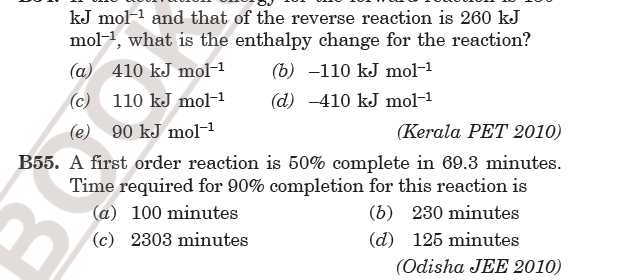 kJ mol–1 and that of the reverse reaction is 260 kJ
mol–1, what is the enthalpy change for the reaction?
(a) 410 kJ mol–1 (b) –110 kJ mol–1
(c) 110 kJ mol–1 (d) –410 kJ mol–1
(e) 90 kJ mol–1 (Kerala PET 2010)
B55. A first order reaction is 50% complete in 69.3 minutes.
Time required for 90% completion for this reaction is
(a) 100 minutes (b) 230 minutes
(c) 2303 minutes (d) 125 minutes
(Odisha JEE 2010)
BOOK